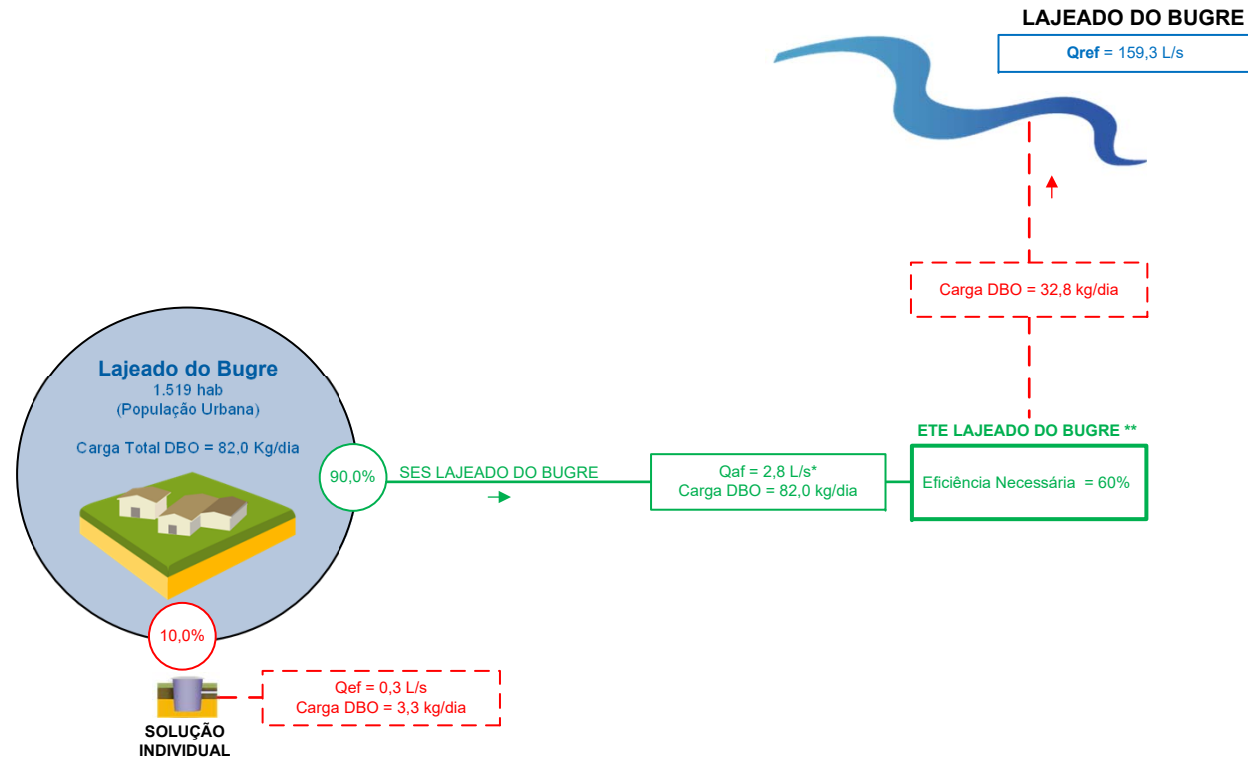 LAJEADO DO BUGRE
Qref = 159,3 L/s
Carga DBO = 32,8 kg/dia
Lajeado do Bugre
1.519 hab
(População Urbana)
Carga Total DBO = 82,0 Kg/dia
90,0%
SES LAJEADO DO BUGRE
Qaf = 2,8 L/s*
Carga DBO = 82,0 kg/dia
ETE LAJEADO DO BUGRE **
Eficiência Necessária = 60%
10,0%
SOLUÇÃO
INDIVIDUAL
Qef = 0,3 L/s
Carga DBO = 3,3 kg/dia